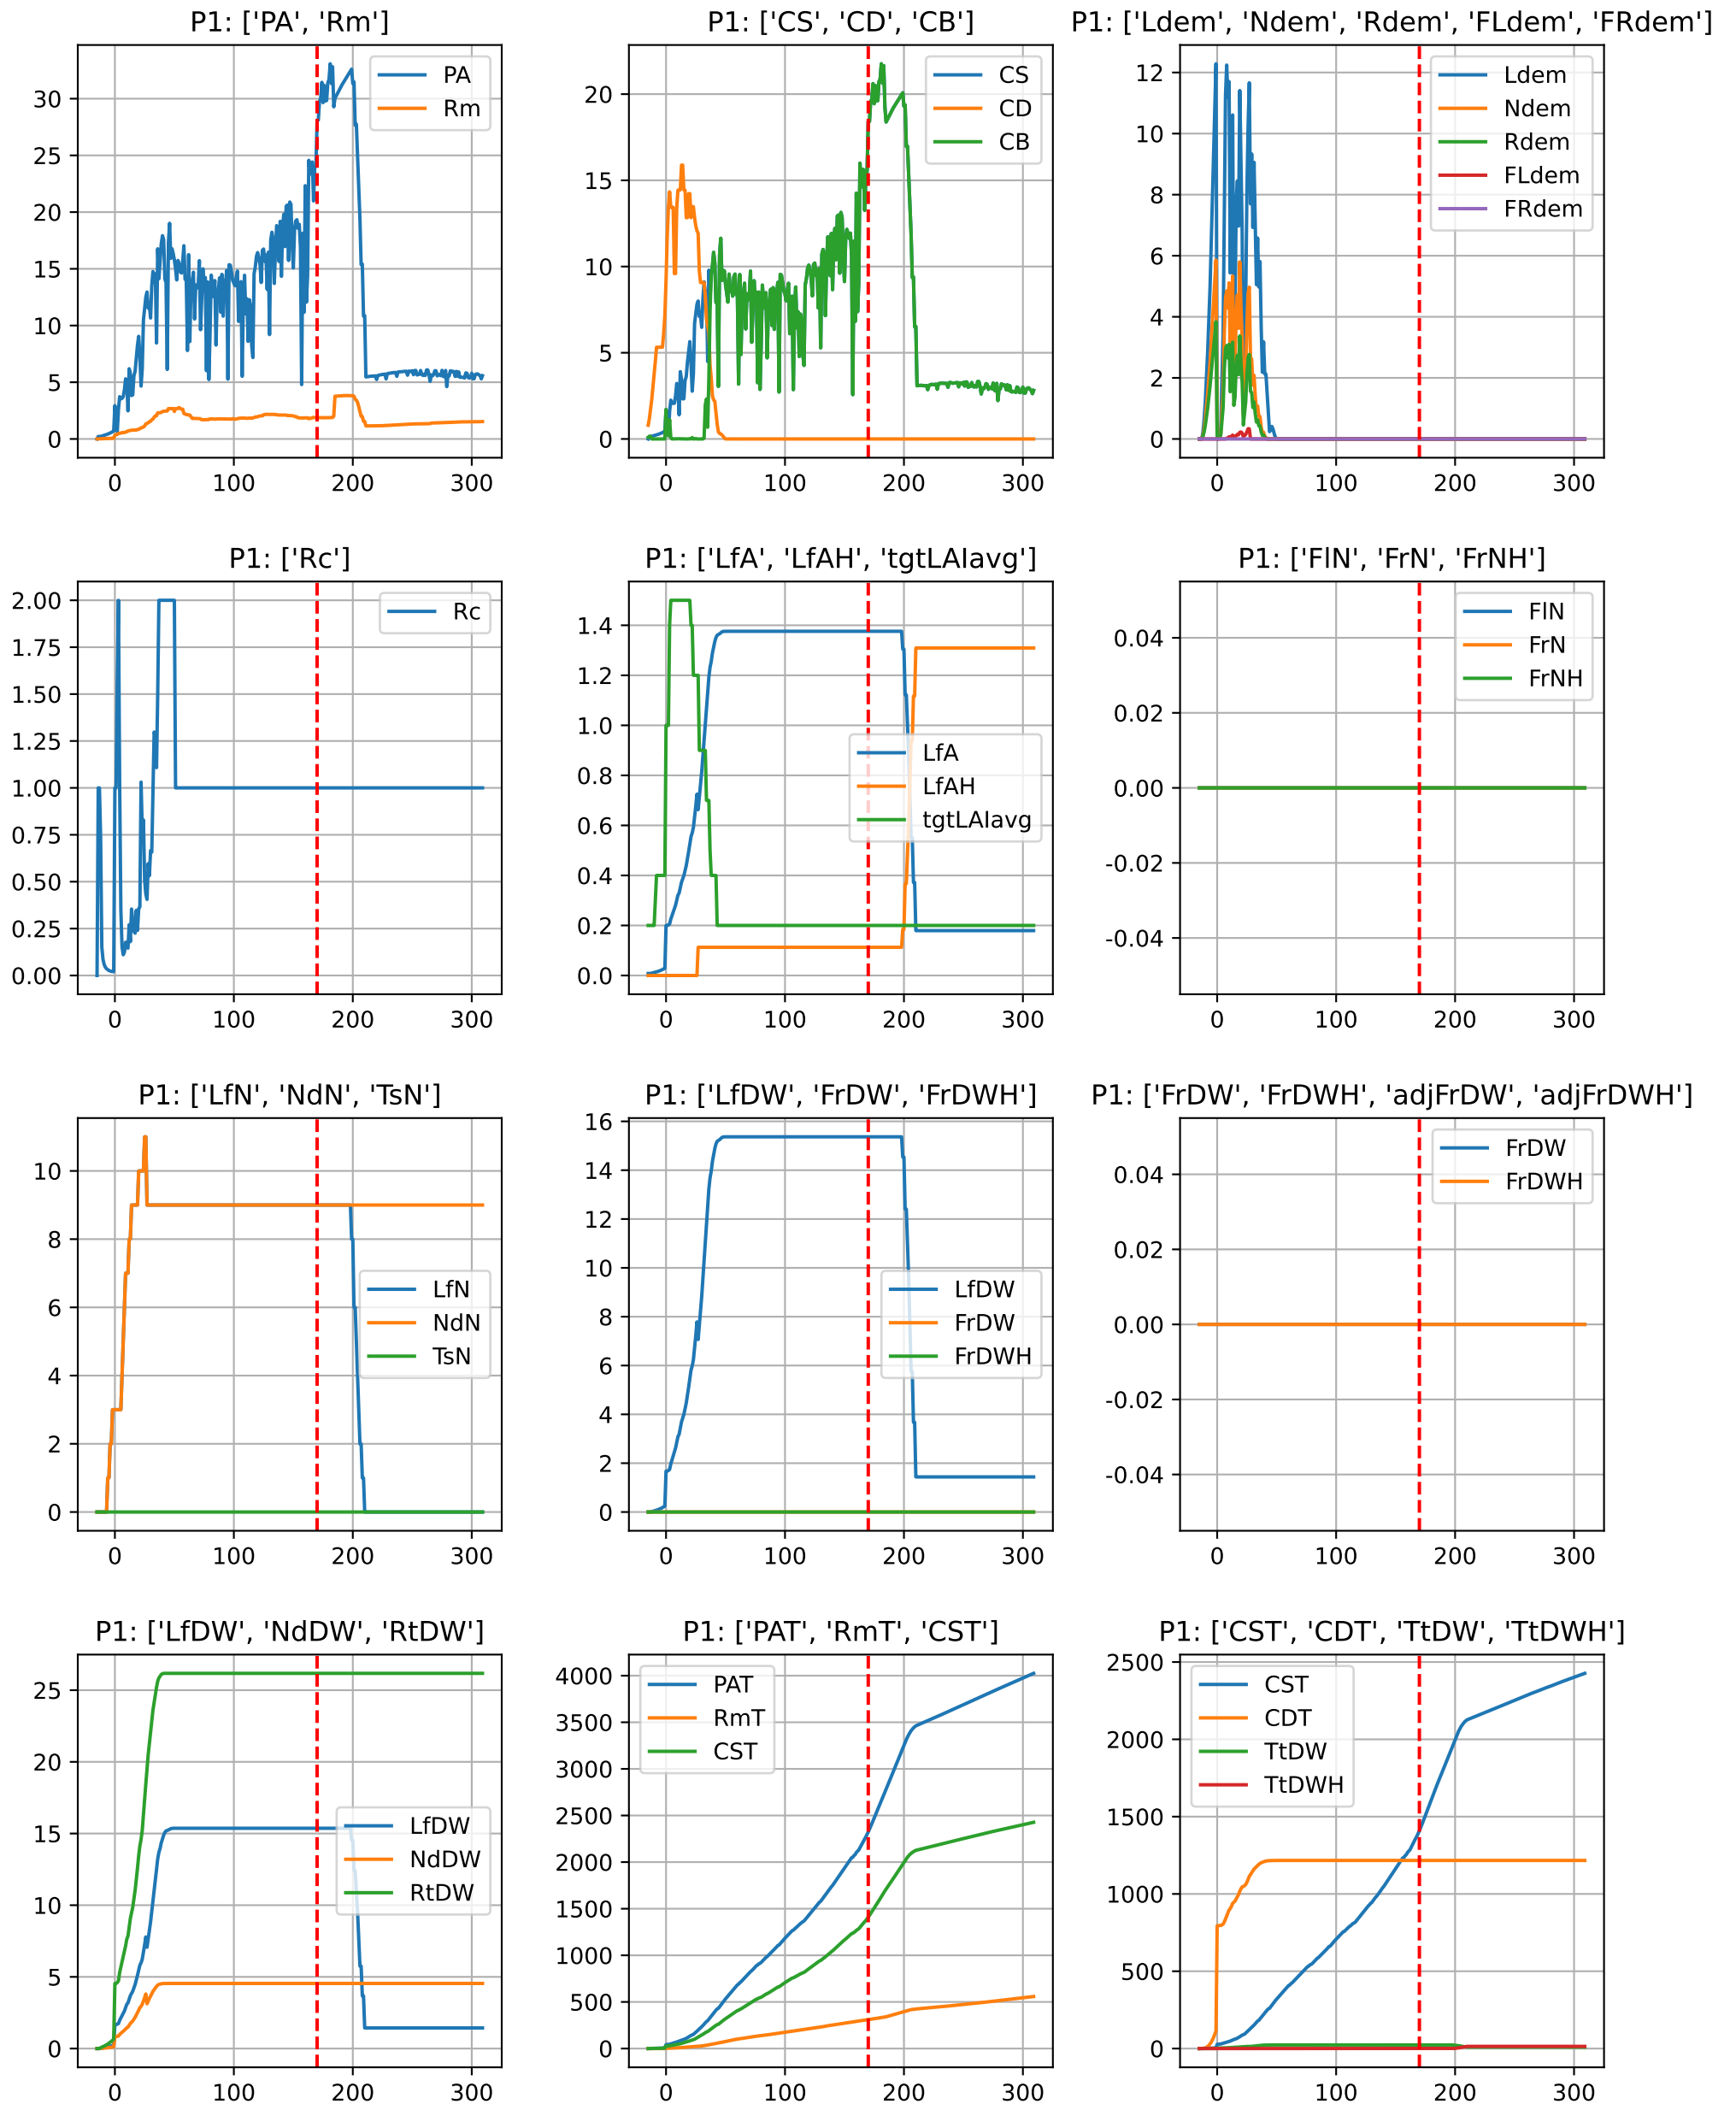 P1: ['PA', 'Rm']
PA
Rm
30
25
20
15
10
5
0
0 100 200 300
P1: ['CS', 'CD', 'CB']
CS
CD
CB
20
15
10
5
0
0 100 200 300
P1: ['Ldem', 'Ndem', 'Rdem', 'FLdem', 'FRdem']
Ldem
Ndem
Rdem
FLdem
FRdem
12
10
8
6
4
2
0
0 100 200 300
P1: ['Rc']
Rc
2.00
1.75
1.50
1.25
1.00
0.75
0.50
0.25
0.00
0 100 200 300
P1: ['LfA', 'LfAH', 'tgtLAIavg']
LfA
LfAH
tgtLAIavg
1.4
1.2
1.0
0.8
0.6
0.4
0.2
0.0
0 100 200 300
P1: ['FlN', 'FrN', 'FrNH']
FlN
FrN
FrNH
0.04
0.02
0.00
-0.02
-0.04
0 100 200 300
P1: ['LfN', 'NdN', 'TsN']
LfN
NdN
TsN
10
8
6
4
2
0
0 100 200 300
P1: ['LfDW', 'FrDW', 'FrDWH']
LfDW
FrDW
FrDWH
16
14
12
10
8
6
4
2
0
0 100 200 300
P1: ['FrDW', 'FrDWH', 'adjFrDW', 'adjFrDWH']
FrDW
FrDWH
0.04
0.02
0.00
-0.02
-0.04
0 100 200 300
P1: ['LfDW', 'NdDW', 'RtDW']
LfDW
NdDW
RtDW
25
20
15
10
5
0
0 100 200 300
P1: ['PAT', 'RmT', 'CST']
PAT
RmT
CST
4000
3500
3000
2500
2000
1500
1000
500
0
0 100 200 300
P1: ['CST', 'CDT', 'TtDW', 'TtDWH']
CST
CDT
TtDW
TtDWH
2500
2000
1500
1000
500
0
0 100 200 300